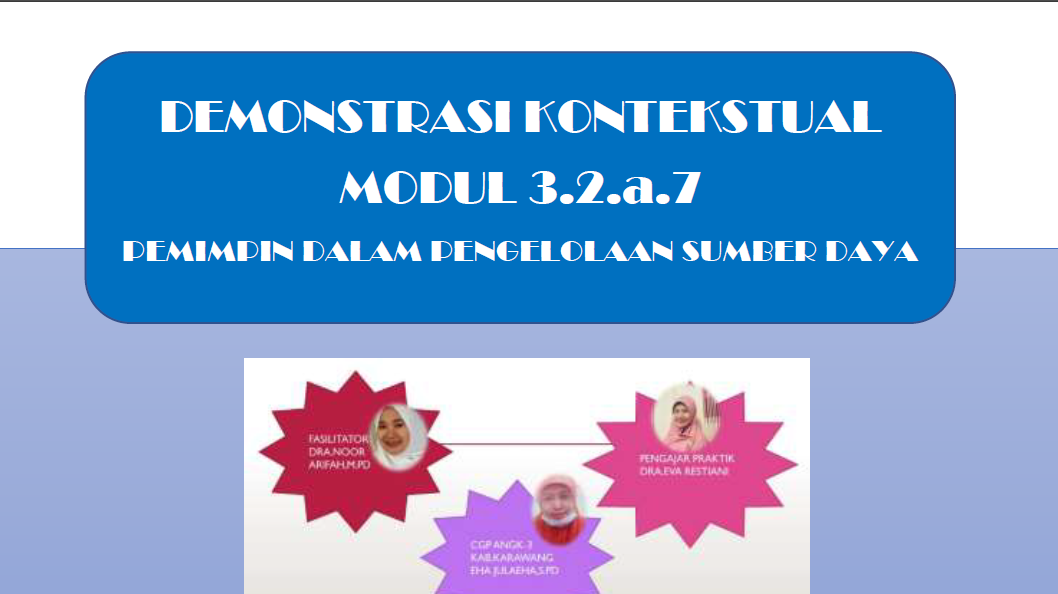 DEMONSTRASI KONTEKSTUAL
MODUL 3.2.a.7
PEMIMPIN DALAM PENGELOLAAN SUMBER DAYA
FASILITATOR
DRA.NOOR
ARIFAH,M.PD
PENGAJAR PRAKTIK
DRA.EVA RESTIANI
CGP ANGK-3
KAB.KARAWANG
EHA JULAEHA,S.PD